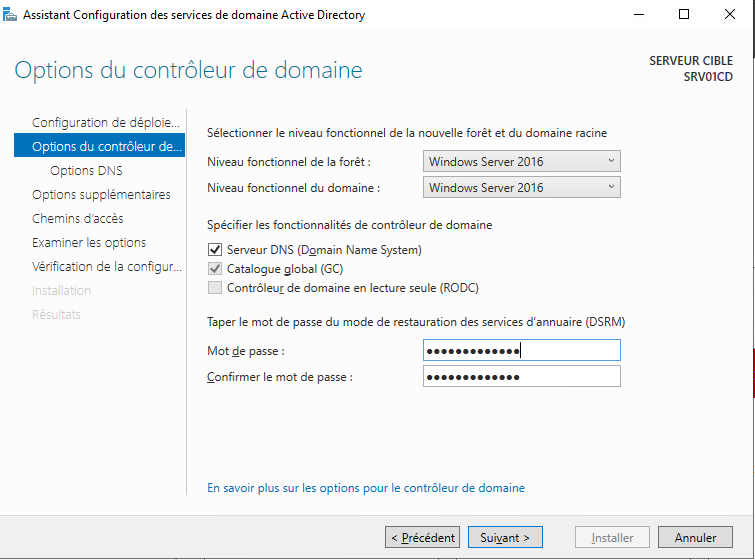 Assistant Configuration des services de domaine Active Directory
Options du contrôleur de domaine
SERVEUR CIBLE
SRV01CD
Configuration de déploie...
Options du contrôleur de...
Options DNS
Options supplémentaires
Chemins d'accès
Examiner les options
Vérification de la configur...
Installation
Résultats
Sélectionner le niveau fonctionnel de la nouvelle forêt et du domaine racine
Niveau fonctionnel de la forêt : Windows Server 2016
Niveau fonctionnel du domaine : Windows Server 2016
Spécifier les fonctionnalités de contrôleur de domaine
Serveur DNS (Domain Name System)
Catalogue global (GC)
Contrôleur de domaine en lecture seule (RODC)
Taper le mot de passe du mode de restauration des services d'annuaire (DSRM)
Mot de passe : •••••••••••••
Confirmer le mot de passe : •••••••••••••
En savoir plus sur les options pour le contrôleur de domaine
< Précédent Suivant > Installer Annuler